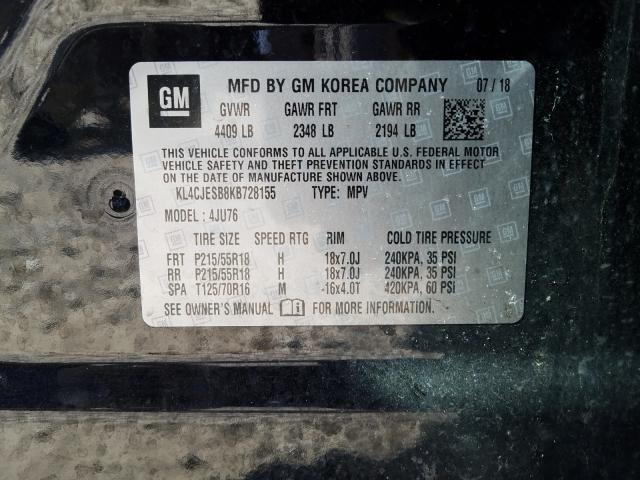 GM
MFD BY GM KOREA COMPANY 07/18
GVWR GAWR FRT GAWR RR
4409 LB 2348 LB 2194 LB
THIS VEHICLE CONFORMS TO ALL APPLICABLE U.S. FEDERAL MOTOR
VEHICLE SAFETY AND THEFT PREVENTION STANDARDS IN EFFECT
ON THE DATE OF MANUFACTURE SHOWN ABOVE.
KL4CJESB8KB728155 TYPE: MPV
MODEL : 4JU76
TIRE SIZE SPEED RTG RIM COLD TIRE PRESSURE
FRT P215/55R18 H 18x7.0J 240KPA, 35 PSI
RR P215/55R18 H 18x7.0J 240KPA, 35 PSI
SPA T125/70R16 M -16x4.0T 420KPA, 60 PSI
SEE OWNER'S MANUAL i FOR MORE INFORMATION.